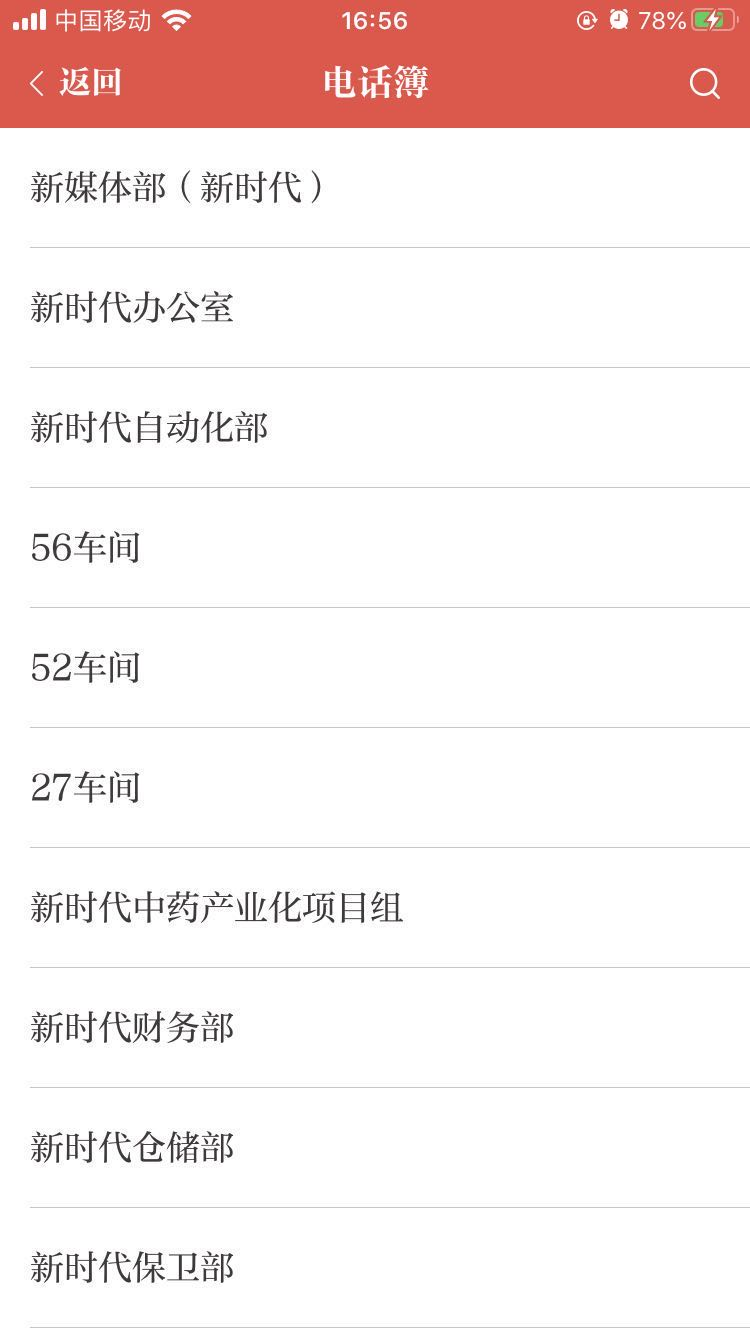 中国移动 16:56 78%
返回 电话簿
新媒体部（新时代）
新时代办公室
新时代自动化部
56车间
52车间
27车间
新时代中药产业化项目组
新时代财务部
新时代仓储部
新时代保卫部